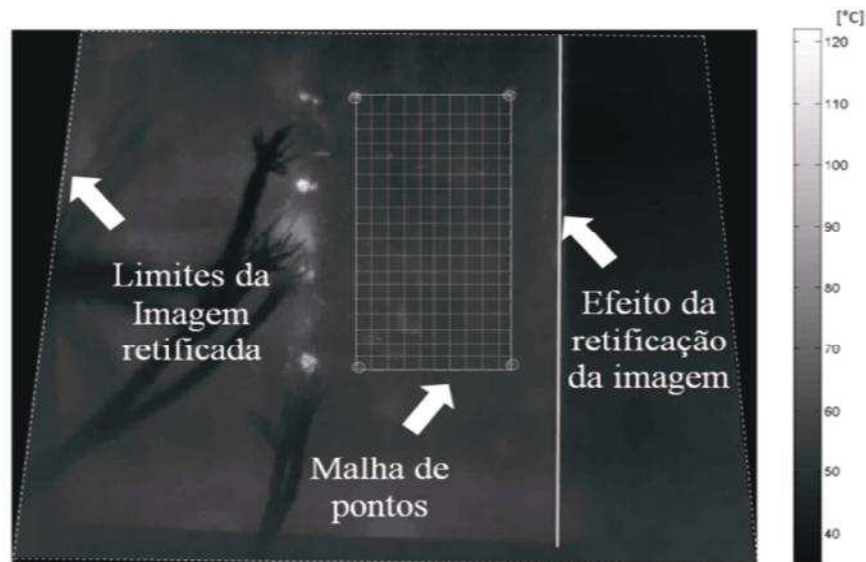 [°C]
120
110
100
90
80
70
60
50
40
Limites da
Imagem
retificada
Efeito da
retificação
da imagem
Malha de
pontos